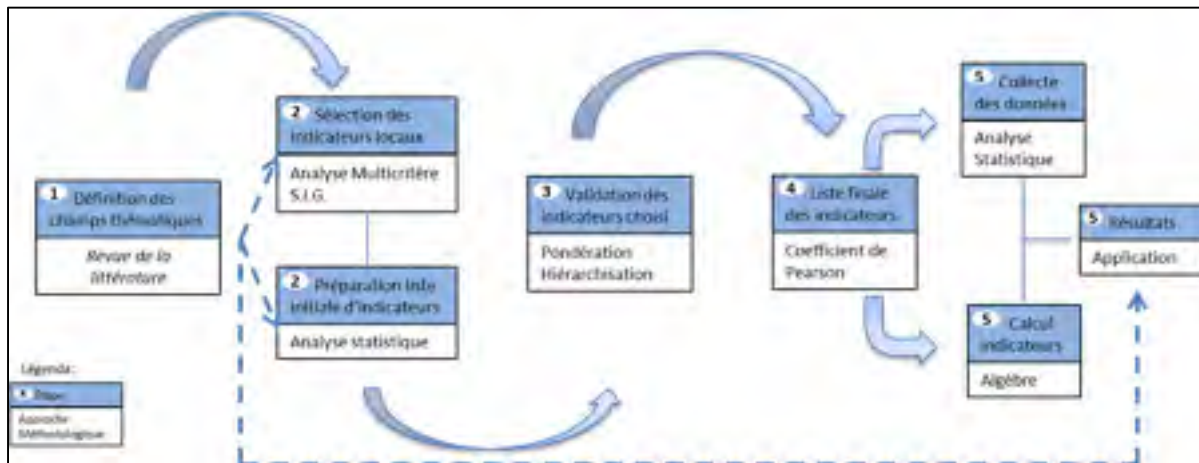 1 Définition des
champs thématiques
Revue de la
littérature
2 Sélection des
indicateurs locaux
Analyse Multicritère
S.I.G.
2 Préparation liste
initiale d'indicateurs
Analyse statistique
3 Validation des
indicateurs choisi
Pondération
Hiérarchisation
4 Liste finale
des indicateurs
Coefficient de
Pearson
5 Collecte
des données
Analyse
Statistique
5 Résultats
Application
5 Calcul
indicateurs
Algèbre
Légenda:
Approche
Méthodologique